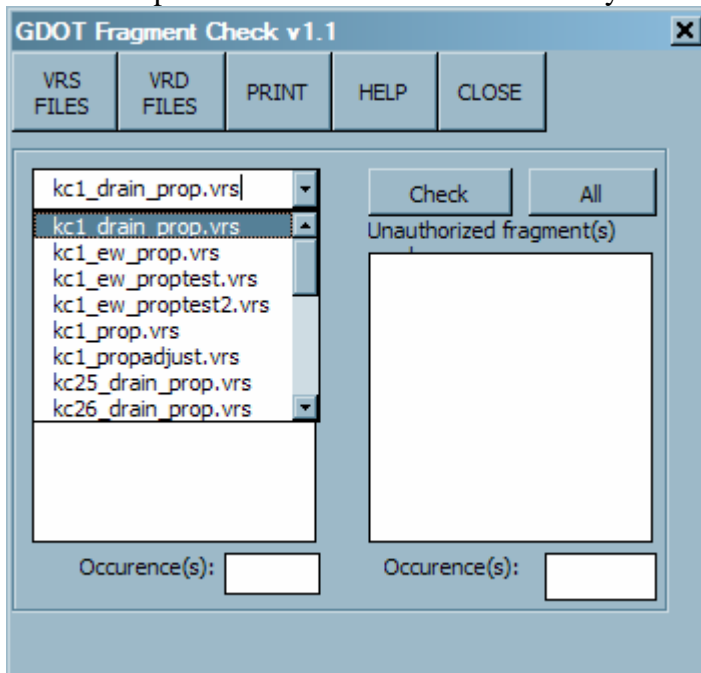 GDOT Fragment Check v1.1
VRS FILES
VRD FILES
PRINT
HELP
CLOSE
kc1_drain_prop.vrs
Check
All
kc1_drain_prop.vrs
kc1_ew_prop.vrs
kc1_ew_proptest.vrs
kc1_ew_proptest2.vrs
kc1_prop.vrs
kc1_propadjust.vrs
kc25_drain_prop.vrs
kc26_drain_prop.vrs
Unauthorized fragment(s)
Occurence(s):
Occurence(s):